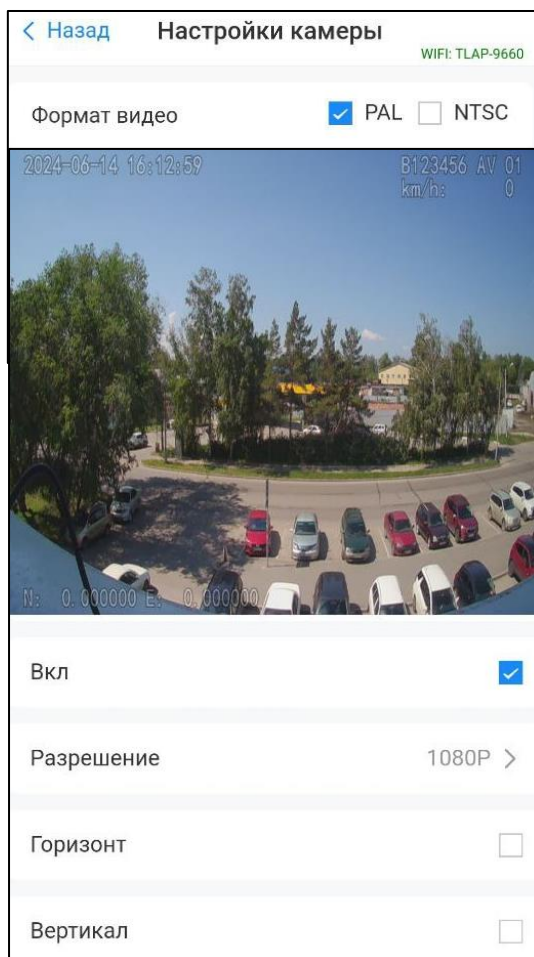 Назад Настройки камеры
WIFI: TLAP-9660
Формат видео PAL NTSC
2024-06-14 16:12:59 B123456 AV 01
km/h: 0
N: 0.000000 E: 0.000000
Вкл
Разрешение 1080P
Горизонт
Вертикал